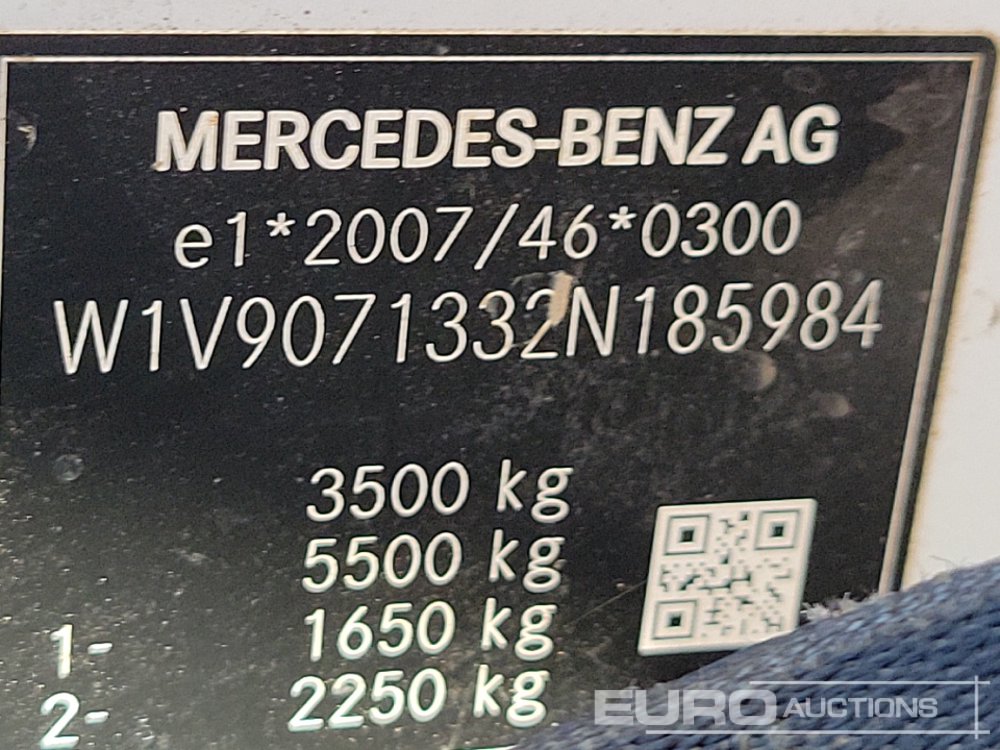 MERCEDES-BENZ AG
e1*2007/46*0300
W1V9071332N185984
3500 kg
5500 kg
1- 1650 kg
2- 2250 kg
EURO AUCTIONS